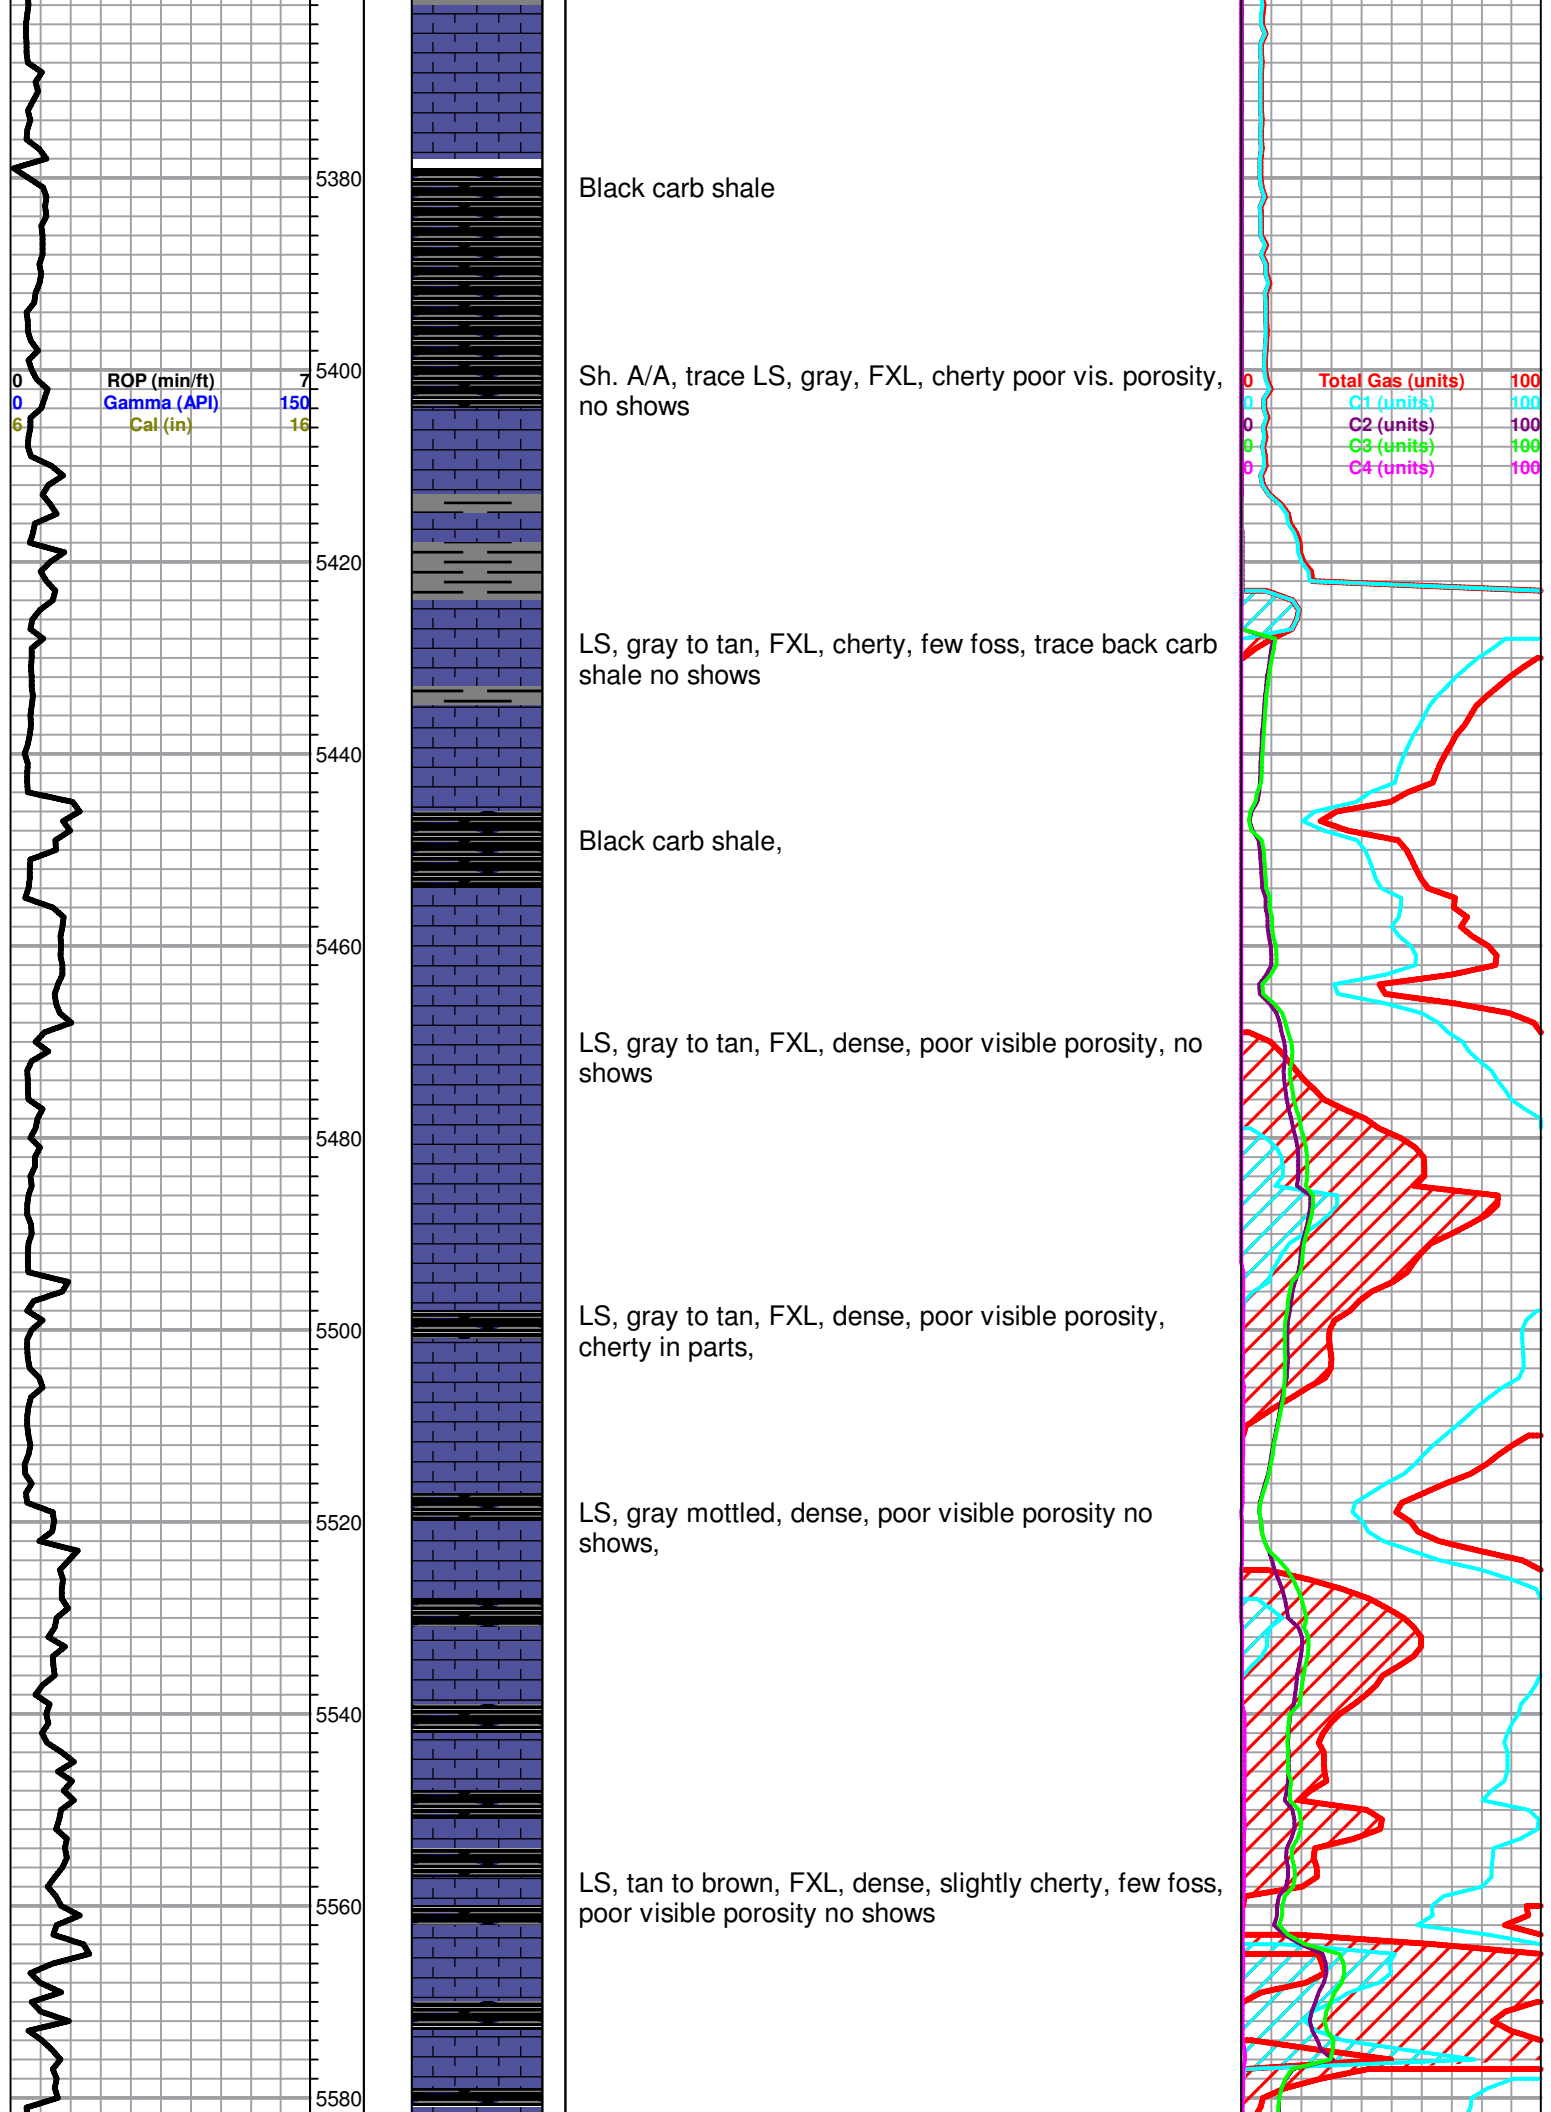 5380
Black carb shale
5400
Sh. A/A, trace LS, gray, FXL, cherty poor vis. porosity,
no shows
0 ROP (min/ft) 7
0 Gamma (API) 150
6 Cal (in) 16
0 Total Gas (units) 100
0 C1 (units) 100
0 C2 (units) 100
0 C3 (units) 100
0 C4 (units) 100
5420
LS, gray to tan, FXL, cherty, few foss, trace back carb
shale no shows
5440
Black carb shale,
5460
LS, gray to tan, FXL, dense, poor visible porosity, no
shows
5480
5500
LS, gray to tan, FXL, dense, poor visible porosity,
cherty in parts,
5520
LS, gray mottled, dense, poor visible porosity no
shows,
5540
5560
LS, tan to brown, FXL, dense, slightly cherty, few foss,
poor visible porosity no shows
5580